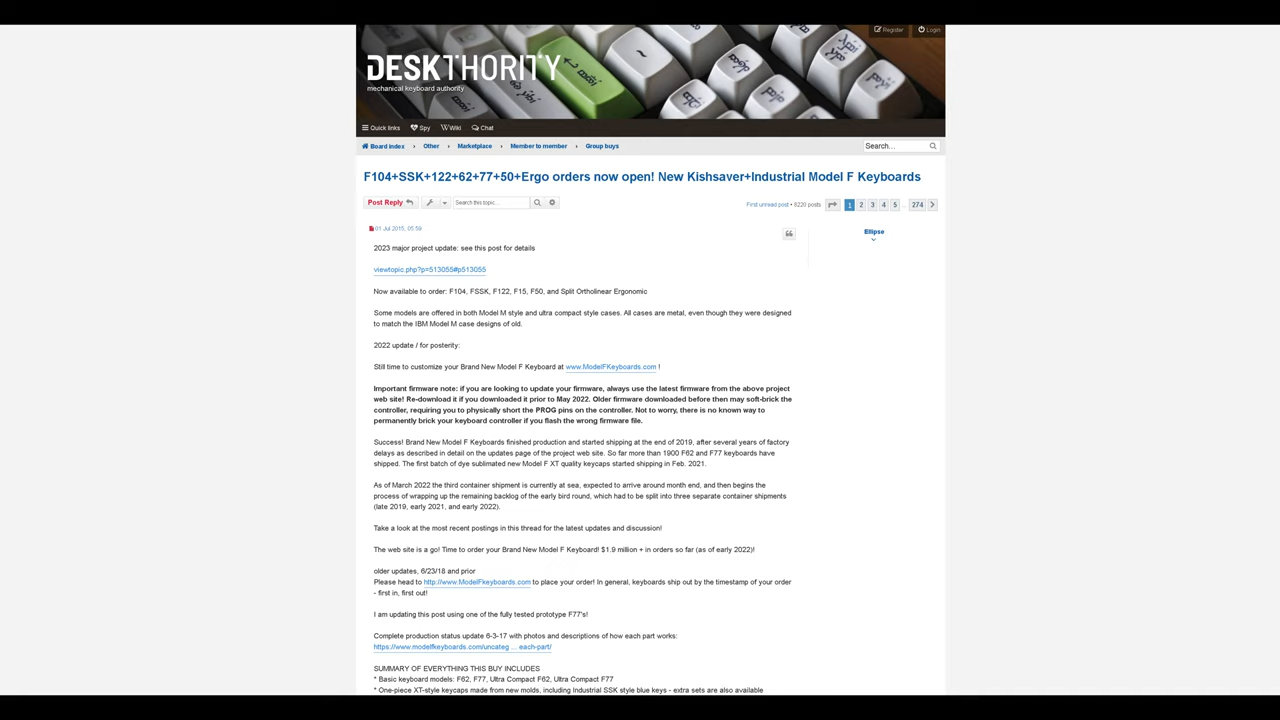 Register
Login
DESKTHORITY
mechanical keyboard authority
Quick links
Spy
Wiki
Chat
Board index › Other › Marketplace › Member to member › Group buys
Search…
F104+SSK+122+62+77+50+Ergo orders now open! New Kishsaver+Industrial Model F Keyboards
Post Reply
Search this topic…
First unread post • 8220 posts
1 2 3 4 5 … 274
01 Jul 2015, 05:59
Ellipse
2023 major project update: see this post for details
viewtopic.php?p=513055#p513055
Now available to order: F104, FSSK, F122, F15, F50, and Split Ortholinear Ergonomic
Some models are offered in both Model M style and ultra compact style cases. All cases are metal, even though they were designed
to match the IBM Model M case designs of old.
2022 update / for posterity:
Still time to customize your Brand New Model F Keyboard at www.ModelFKeyboards.com !
Important firmware note: if you are looking to update your firmware, always use the latest firmware from the above project
web site! Re-download it if you downloaded it prior to May 2022. Older firmware downloaded before then may soft-brick the
controller, requiring you to physically short the PROG pins on the controller. Not to worry, there is no known way to
permanently brick your keyboard controller if you flash the wrong firmware file.
Success! Brand New Model F Keyboards finished production and started shipping at the end of 2019, after several years of factory
delays as described in detail on the updates page of the project web site. So far more than 1900 F62 and F77 keyboards have
shipped. The first batch of dye sublimated new Model F XT quality keycaps started shipping in Feb. 2021.
As of March 2022 the third container shipment is currently at sea, expected to arrive around month end, and then begins the
process of wrapping up the remaining backlog of the early bird round, which had to be split into three separate container shipments
(late 2019, early 2021, and early 2022).
Take a look at the most recent postings in this thread for the latest updates and discussion!
The web site is a go! Time to order your Brand New Model F Keyboard! $1.9 million + in orders so far (as of early 2022)!
older updates, 6/23/18 and prior
Please head to http://www.ModelFkeyboards.com to place your order! In general, keyboards ship out by the timestamp of your order
- first in, first out!
I am updating this post using one of the fully tested prototype F77's!
Complete production status update 6-3-17 with photos and descriptions of how each part works:
https://www.modelfkeyboards.com/uncateg ... each-part/
SUMMARY OF EVERYTHING THIS BUY INCLUDES
* Basic keyboard models: F62, F77, Ultra Compact F62, Ultra Compact F77
* One-piece XT-style keycaps made from new molds, including Industrial SSK style blue keys - extra sets are also available